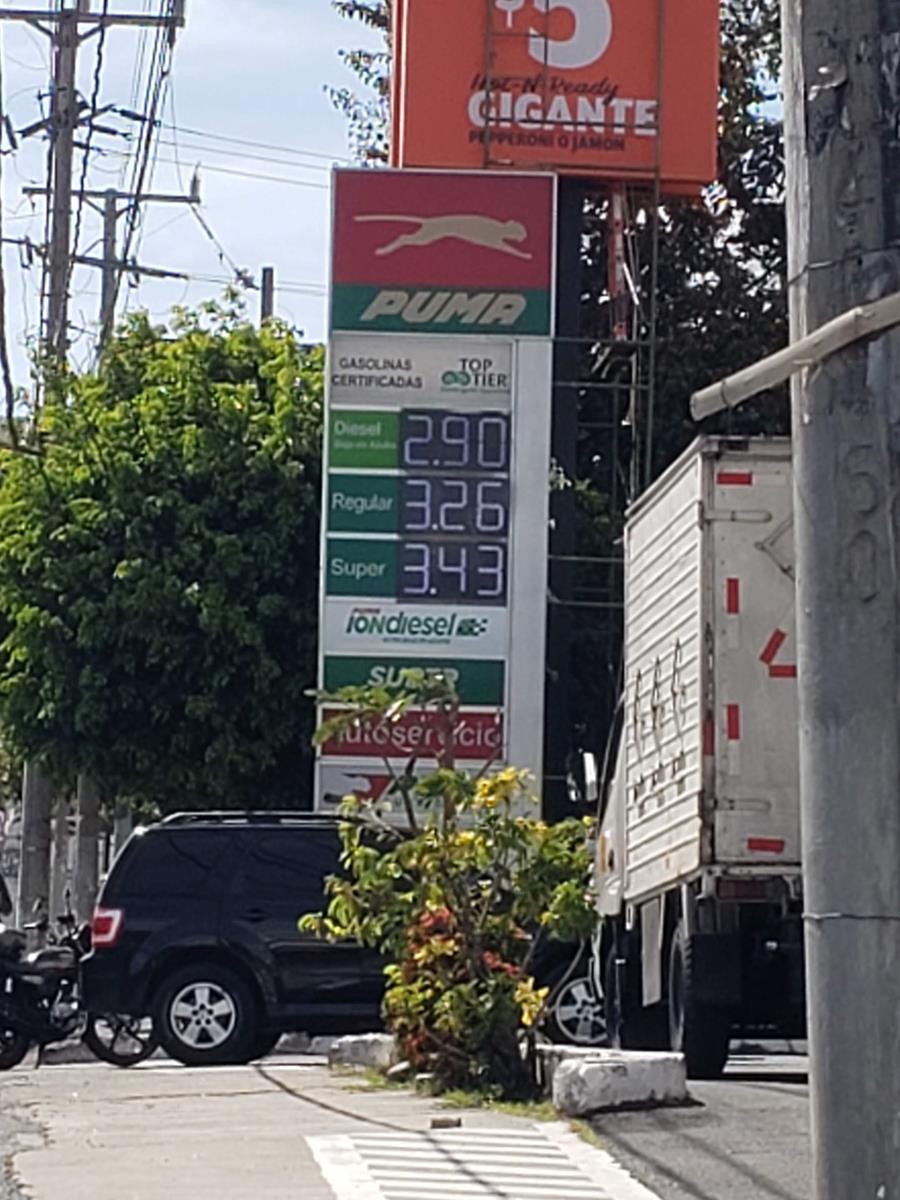 $5
Hot-N-Ready
GIGANTE
PEPPERONI O JAMON
PUMA
GASOLINAS
CERTIFICADAS
TOP
TIER
Diesel
2.90
Regular
3.26
Super
3.43
PUMA
iONdiesel
SUPER
Autoservicio